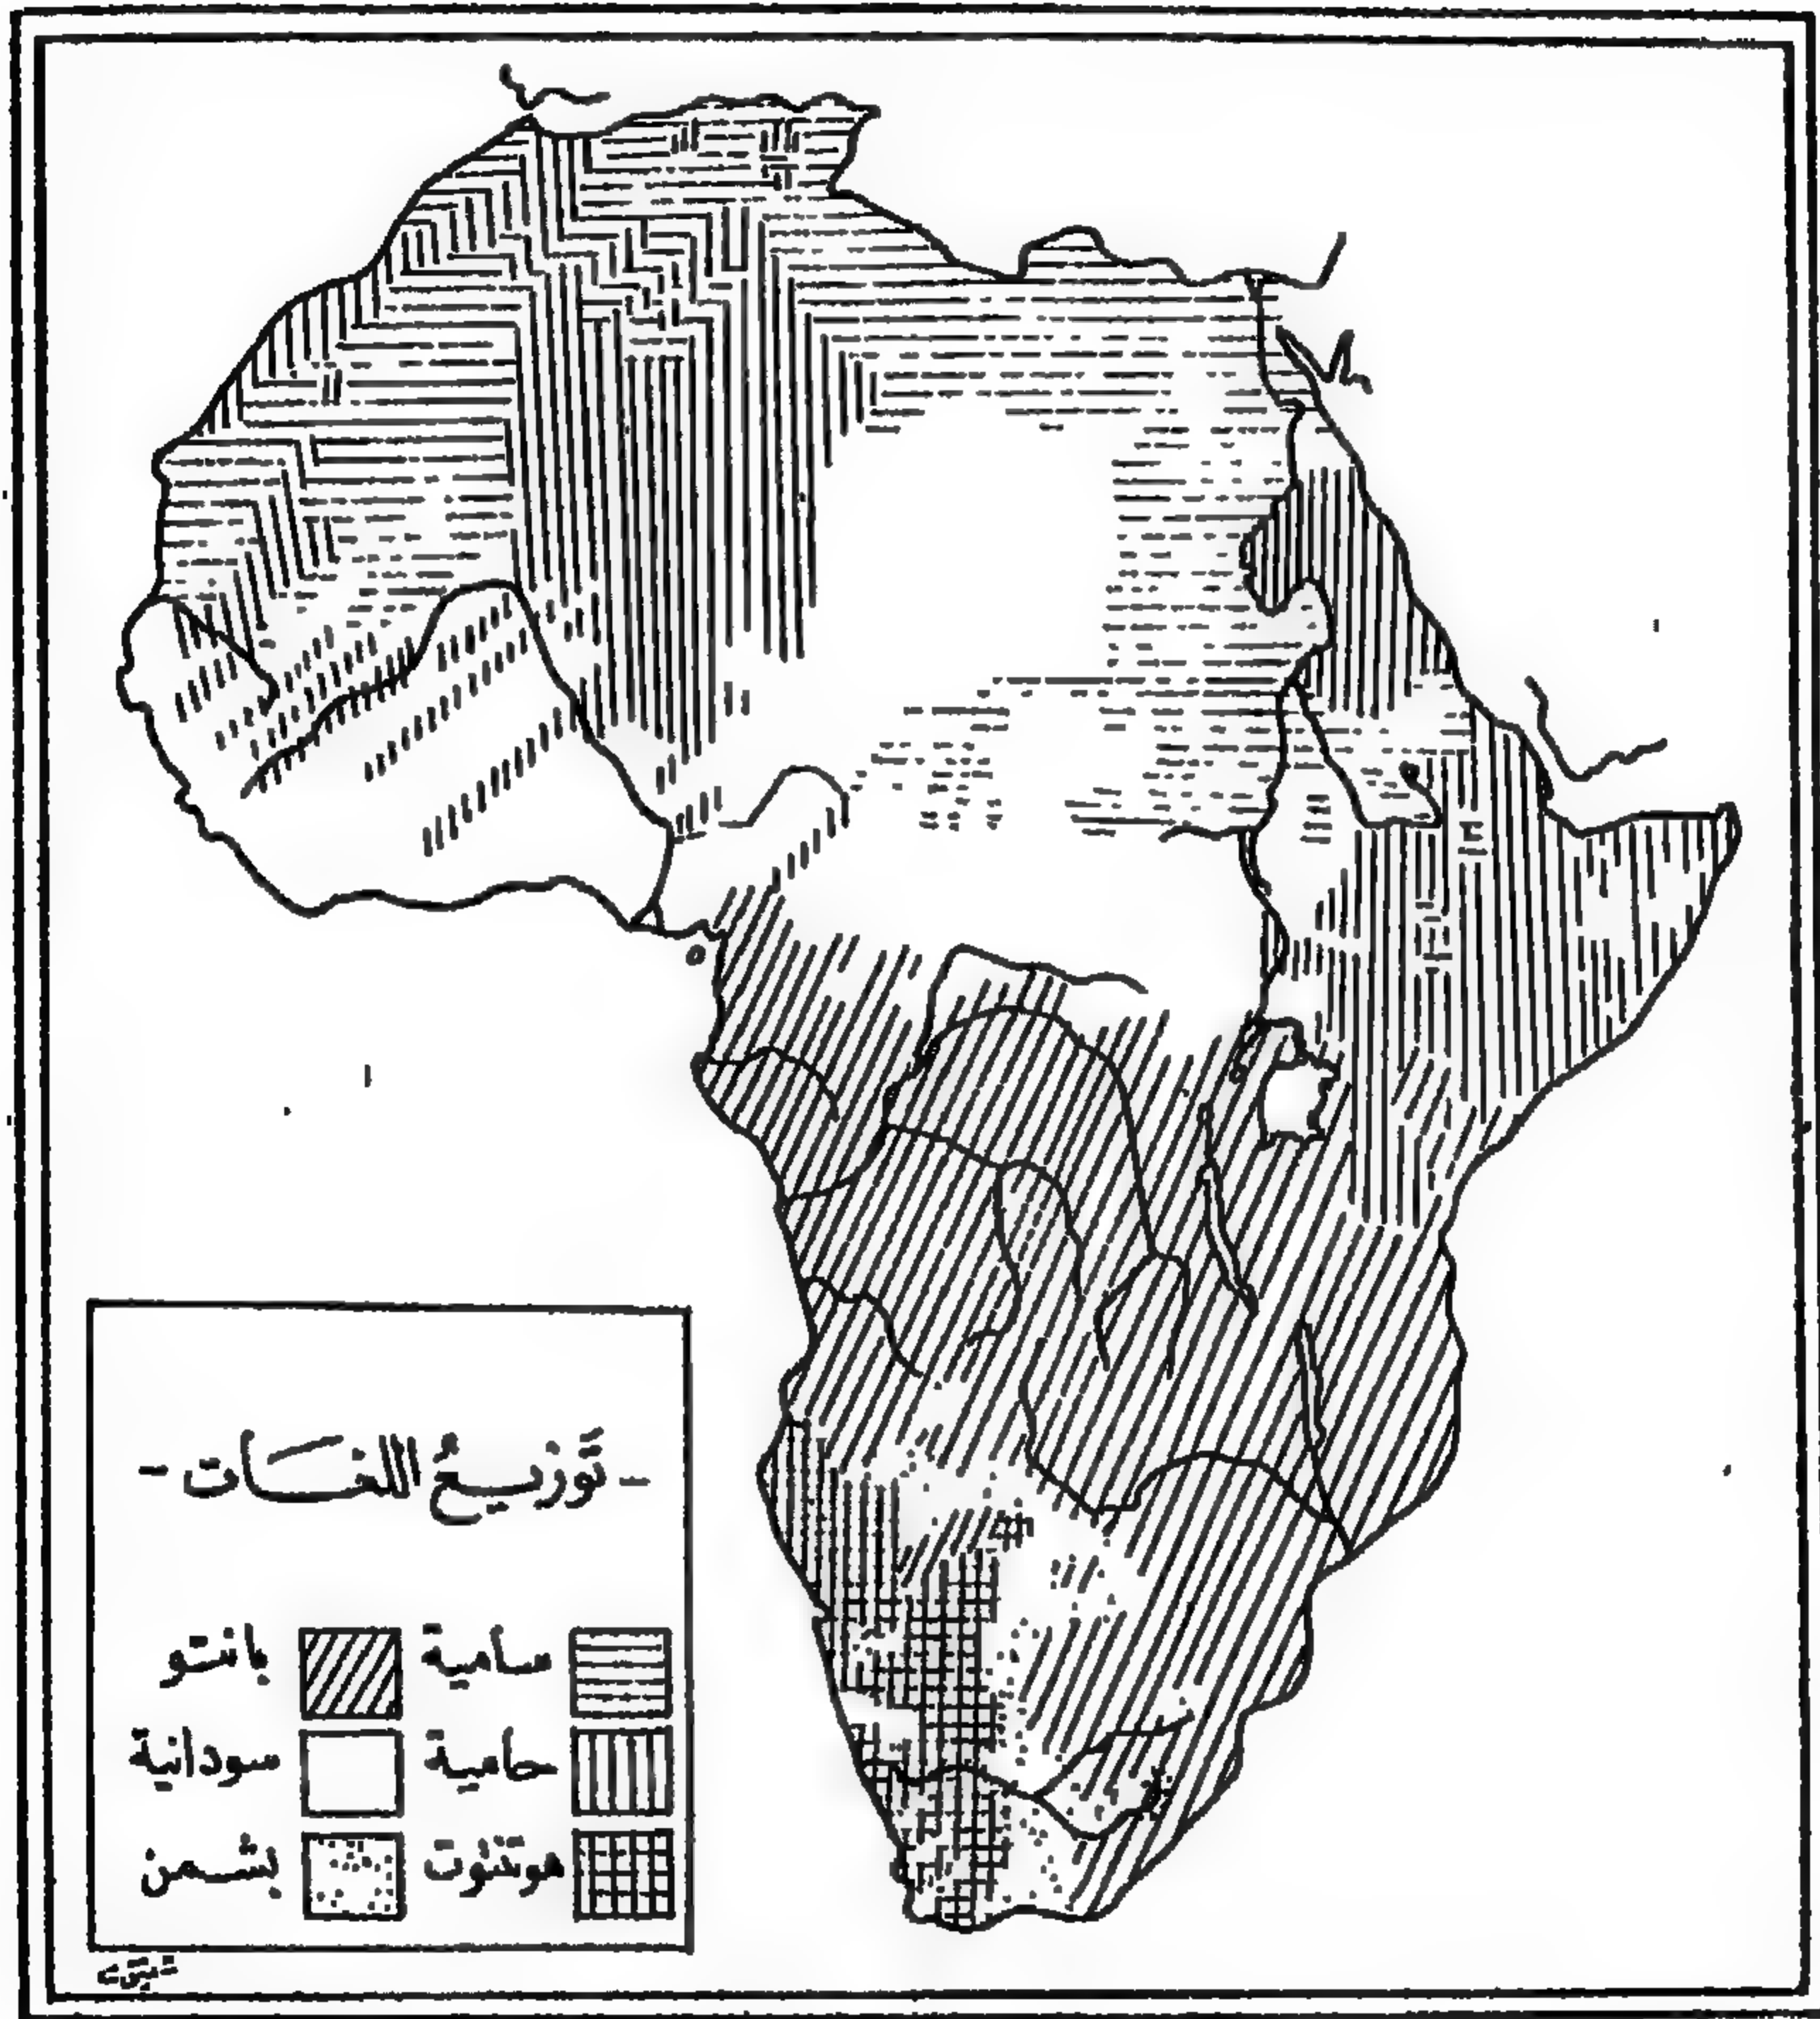 - توزيع اللغات -
سامية بانتو
حامية سودانية
هوتنتوت بشمن